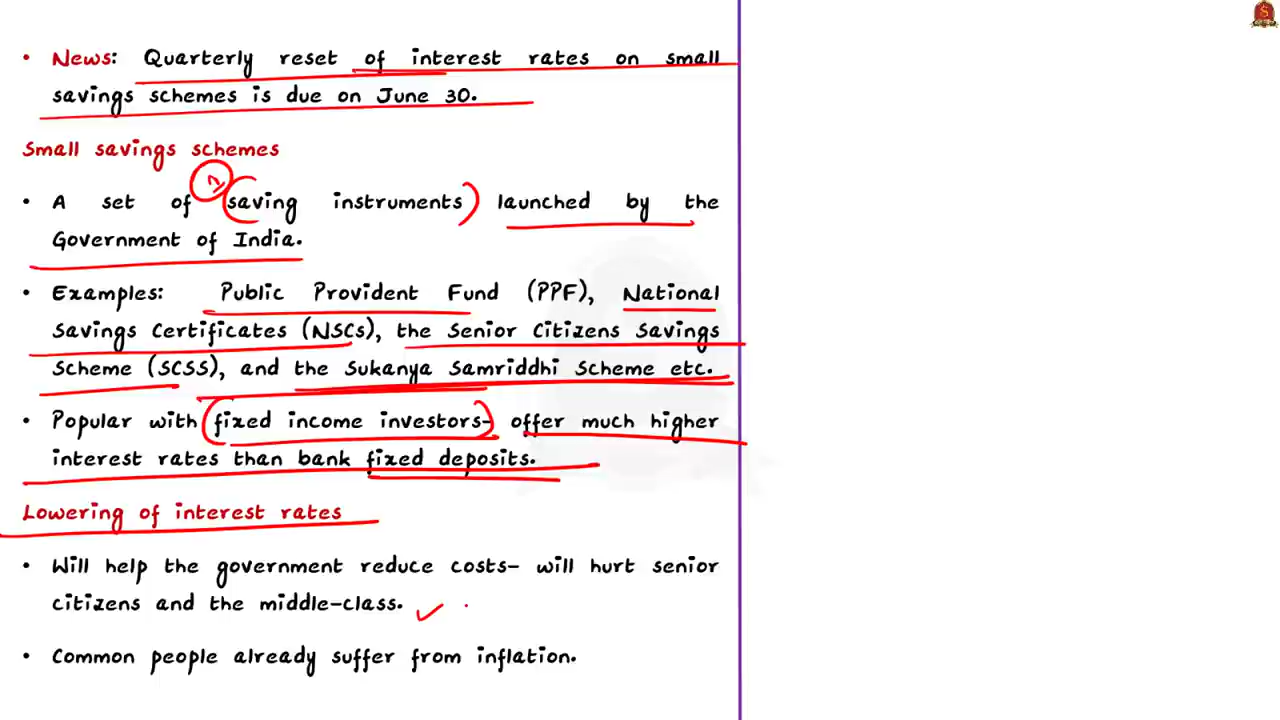 • News: Quarterly reset of interest rates on small
savings schemes is due on June 30.
Small savings schemes
• A set of saving instruments launched by the
Government of India.
• Examples: Public Provident Fund (PPF), National
Savings Certificates (NSCs), the Senior Citizens Savings
Scheme (SCSS), and the Sukanya Samriddhi Scheme etc.
• Popular with fixed income investors- offer much higher
interest rates than bank fixed deposits.
Lowering of interest rates
• Will help the government reduce costs- will hurt senior
citizens and the middle-class.
• Common people already suffer from inflation.